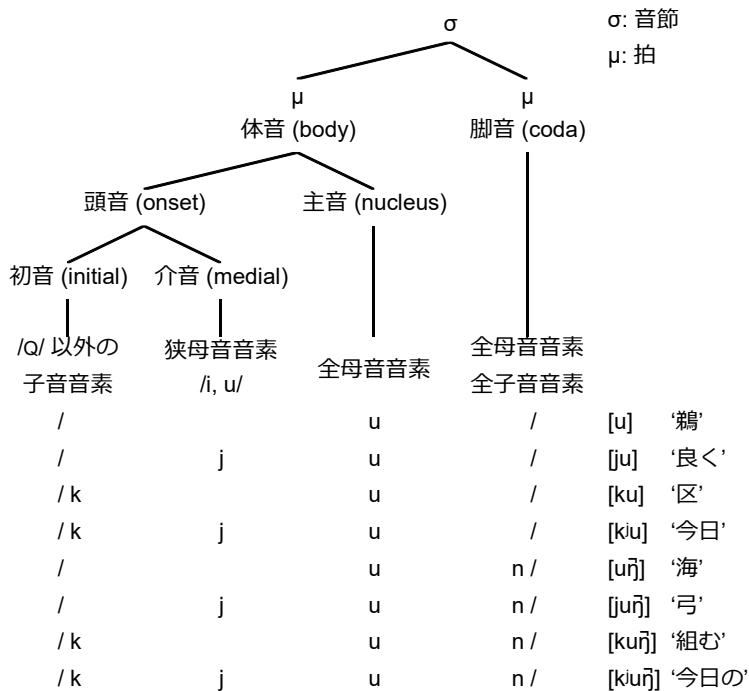 σ σ: 音節
μ: 拍
μ μ
体音 (body) 脚音 (coda)
頭音 (onset) 主音 (nucleus)
初音 (initial) 介音 (medial)
/Q/ 以外の 狭母音音素 全母音音素 全母音音素
子音音素 /i, u/ 全子音音素
/ u / [u] ‘鵜’
/ j u / [ju] ‘良く’
/ k u / [ku] ‘区’
/ k j u / [kʲu] ‘今日’
/ u n / [uŋ̄] ‘海’
/ j u n / [juŋ̄] ‘弓’
/ k u n / [kuŋ̄] ‘組む’
/ k j u n / [kʲuŋ̄] ‘今日の’